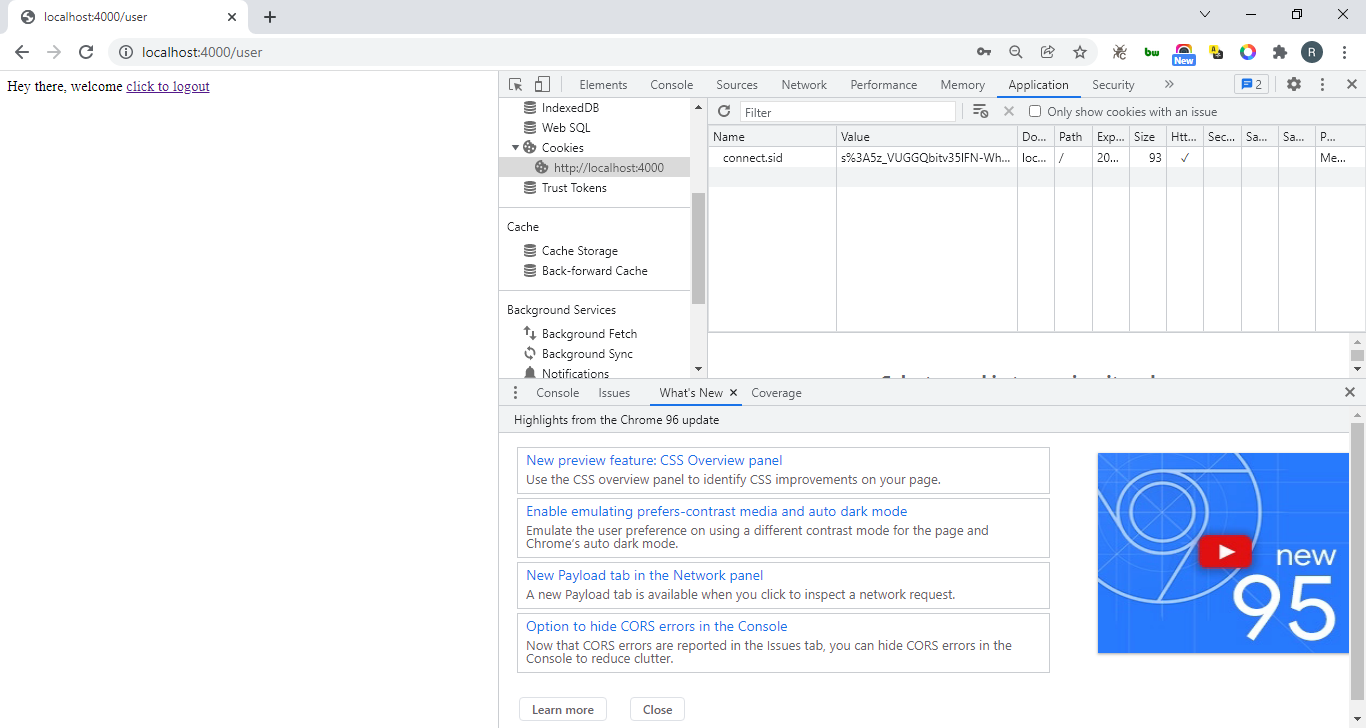 localhost:4000/user
localhost:4000/user
bw
New
R
Hey there, welcome click to logout
Elements Console Sources Network Performance Memory Application Security 2
IndexedDB
Web SQL
Cookies
http://localhost:4000
Trust Tokens
Cache
Cache Storage
Back-forward Cache
Background Services
Background Fetch
Background Sync
Notifications
Filter Only show cookies with an issue
Name Value Do... Path Exp... Size Htt... Sec... Sa... Sa... P...
connect.sid s%3A5z_VUGGQbitv35IFN-Wh... loc... / 20... 93 ✓ Me...
Console Issues What's New Coverage
Highlights from the Chrome 96 update
New preview feature: CSS Overview panel
Use the CSS overview panel to identify CSS improvements on your page.
Enable emulating prefers-contrast media and auto dark mode
Emulate the user preference on using a different contrast mode for the page and
Chrome's auto dark mode.
New Payload tab in the Network panel
A new Payload tab is available when you click to inspect a network request.
Option to hide CORS errors in the Console
Now that CORS errors are reported in the Issues tab, you can hide CORS errors in the
Console to reduce clutter.
new
95
Learn more Close